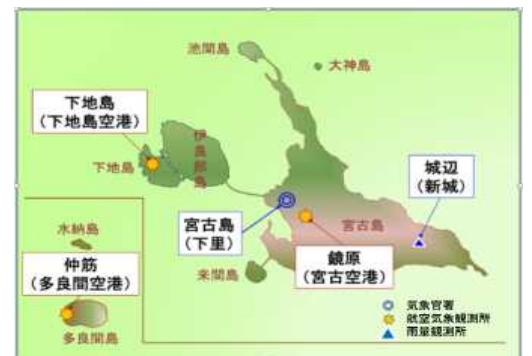 池間島
大神島
下地島
(下地島空港)
伊良部島
下地島
城辺
(新城)
宮古島
(下里)
宮古島
水納島
来間島
鏡原
(宮古空港)
仲筋
(多良間空港)
多良間島
気象官署
航空気象観測所
雨量観測所